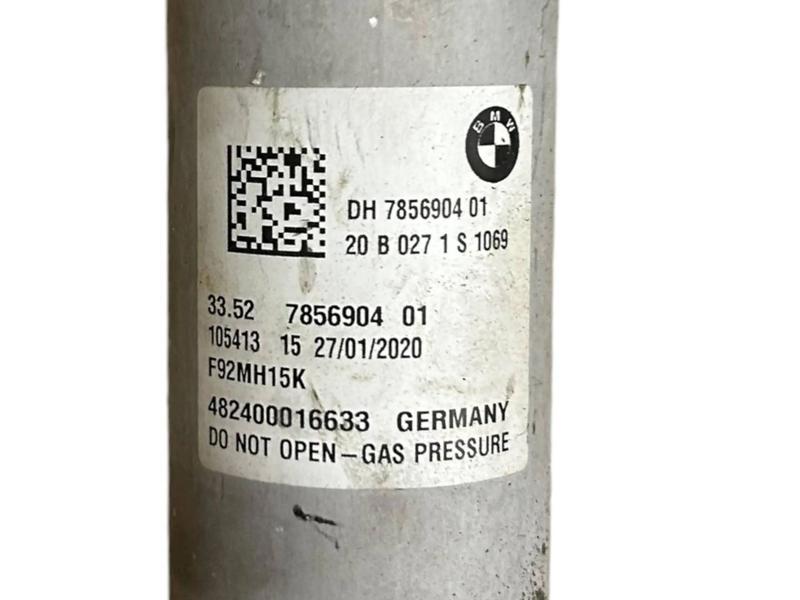 BMW
DH 7856904 01
20 B 027 1 S 1069
33.52 7856904 01
105413 15 27/01/2020
F92MH15K
482400016633 GERMANY
DO NOT OPEN – GAS PRESSURE